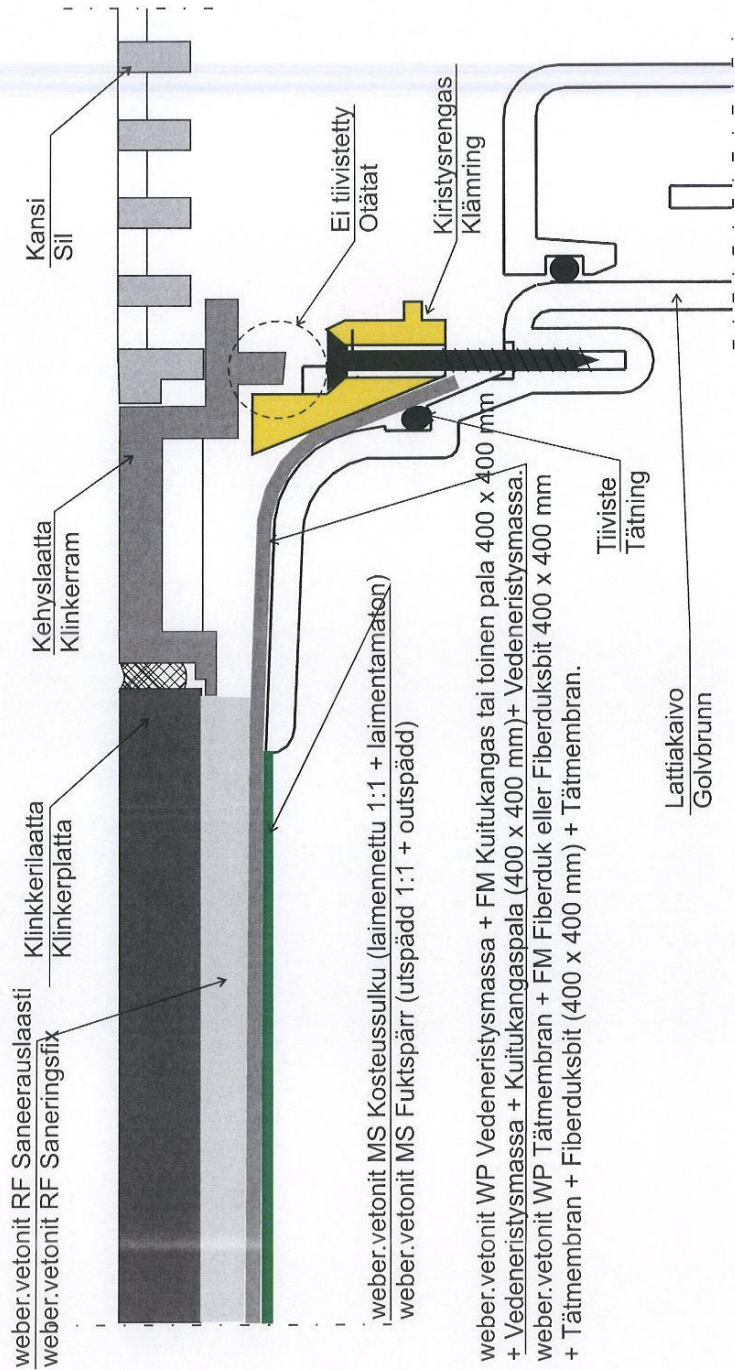 weber.vetonit RF Saneerauslaasti
weber.vetonit RF Saneringsfix
Klinkkerilaatta
Klinkerplatta
Kehyslaatta
Klinkerram
Kansi
Sil
Ei tiivistetty
Otätat
Kiristysrengas
Klämring
weber.vetonit MS Kosteussulku (laimennettu 1:1 + laimentamaton)
weber.vetonit MS Fuktspärr (utspädd 1:1 + outspädd)
weber.vetonit WP Vedeneristysmassa + FM Kuitukangas tai toinen pala 400 x 400 mm
+ Vedeneristysmassa + Kuitukangaspala (400 x 400 mm)+ Vedeneristysmassa.
weber.vetonit WP Tätmembran + FM Fiberduk eller Fiberduksbit 400 x 400 mm
+ Tätmembran + Fiberduksbit (400 x 400 mm) + Tätmembran.
Tiiviste
Tätning
Lattiakaivo
Golvbrunn